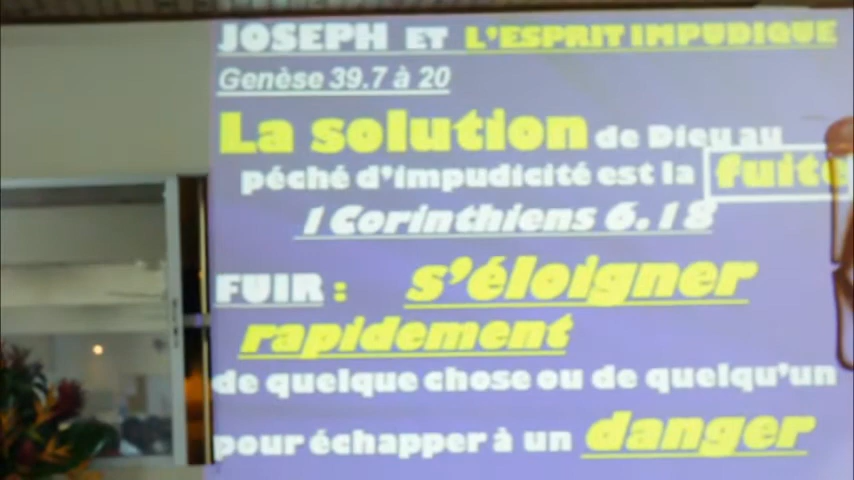 JOSEPH ET L'ESPRIT IMPUDIQUE
Genèse 39.7 à 20
La solution de Dieu au
péché d'impudicité est la fuite
1 Corinthiens 6.18
FUIR : s'éloigner
rapidement
de quelque chose ou de quelqu'un
pour échapper à un danger